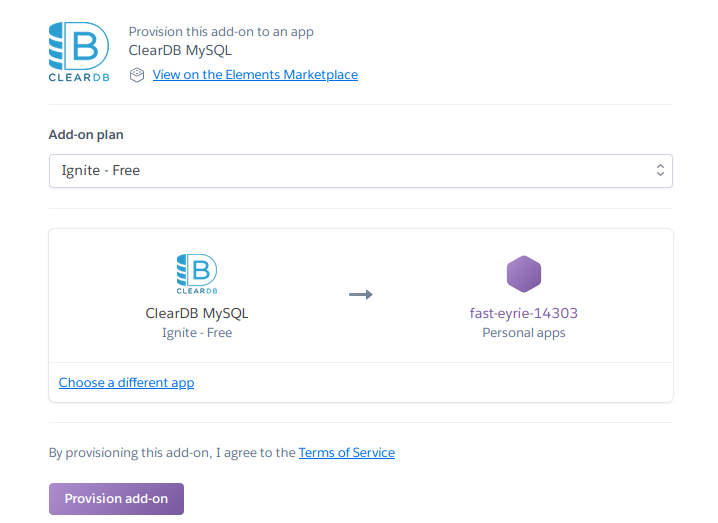 Provision this add-on to an app
B
CLEARDB
ClearDB MySQL
View on the Elements Marketplace
Add-on plan
Ignite - Free
B
CLEARDB
ClearDB MySQL
Ignite - Free
fast-eyrie-14303
Personal apps
Choose a different app
By provisioning this add-on, I agree to the Terms of Service
Provision add-on